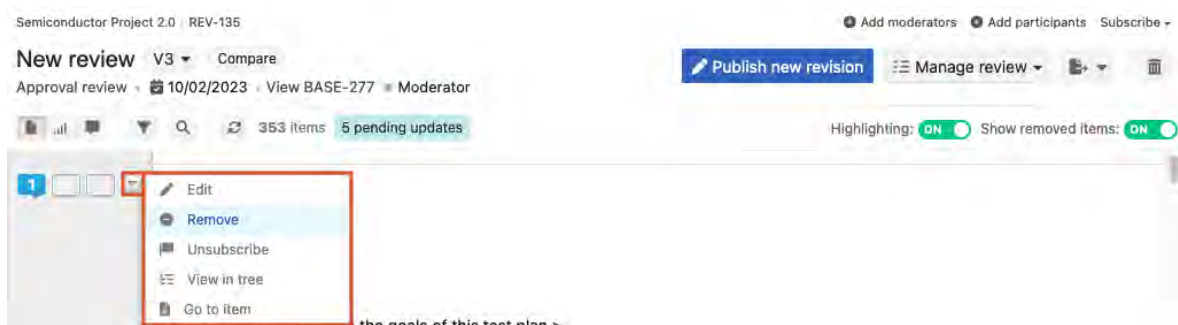 Semiconductor Project 2.0 REV-135
Add moderators Add participants Subscribe
New review V3 Compare
Publish new revision Manage review
Approval review 10/02/2023 View BASE-277 Moderator
353 items 5 pending updates
Highlighting: ON Show removed items: ON
1
Edit
Remove
Unsubscribe
View in tree
Go to item
the goals of this test plan >